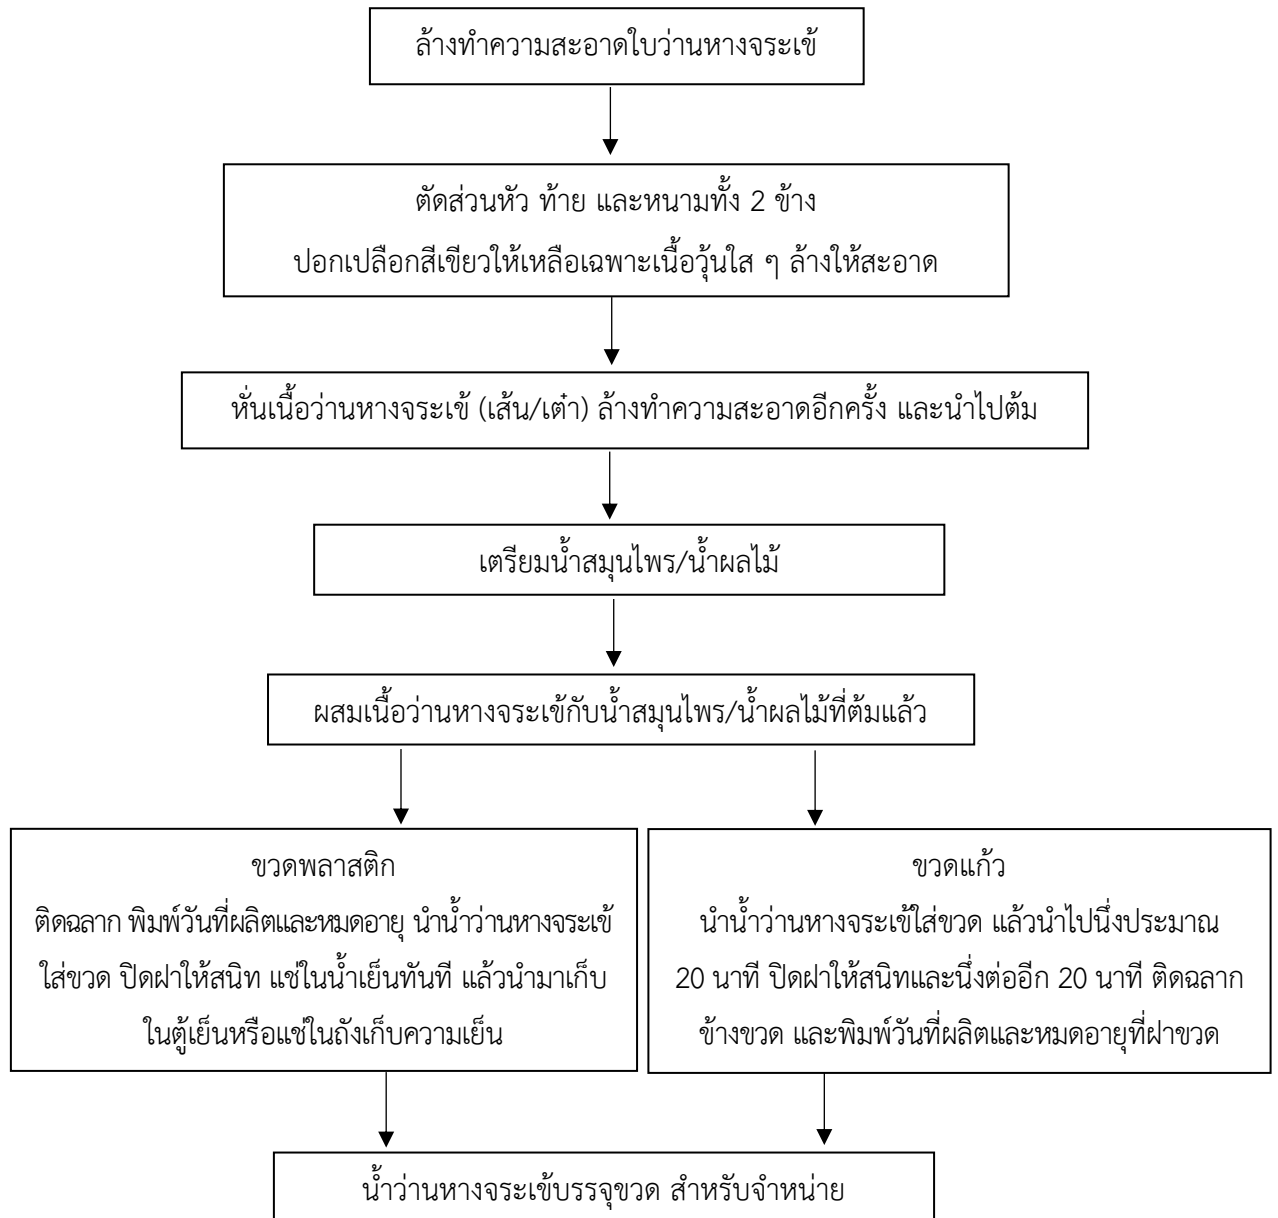 ล้างทำความสะอาดใบว่านหางจระเข้
ตัดส่วนหัว ท้าย และหนามทั้ง 2 ข้าง
ปอกเปลือกสีเขียวให้เหลือเฉพาะเนื้อวุ้นใส ๆ ล้างให้สะอาด
หั่นเนื้อว่านหางจระเข้ (เส้น/เต๋า) ล้างทำความสะอาดอีกครั้ง และนำไปต้ม
เตรียมน้ำสมุนไพร/น้ำผลไม้
ผสมเนื้อว่านหางจระเข้กับน้ำสมุนไพร/น้ำผลไม้ที่ต้มแล้ว
ขวดพลาสติก
ติดฉลาก พิมพ์วันที่ผลิตและหมดอายุ นำน้ำว่านหางจระเข้
ใส่ขวด ปิดฝาให้สนิท แช่ในน้ำเย็นทันที แล้วนำมาเก็บ
ในตู้เย็นหรือแช่ในถังเก็บความเย็น
ขวดแก้ว
นำน้ำว่านหางจระเข้ใส่ขวด แล้วนำไปนึ่งประมาณ
20 นาที ปิดฝาให้สนิทและนึ่งต่ออีก 20 นาที ติดฉลาก
ข้างขวด และพิมพ์วันที่ผลิตและหมดอายุที่ฝาขวด
น้ำว่านหางจระเข้บรรจุขวด สำหรับจำหน่าย